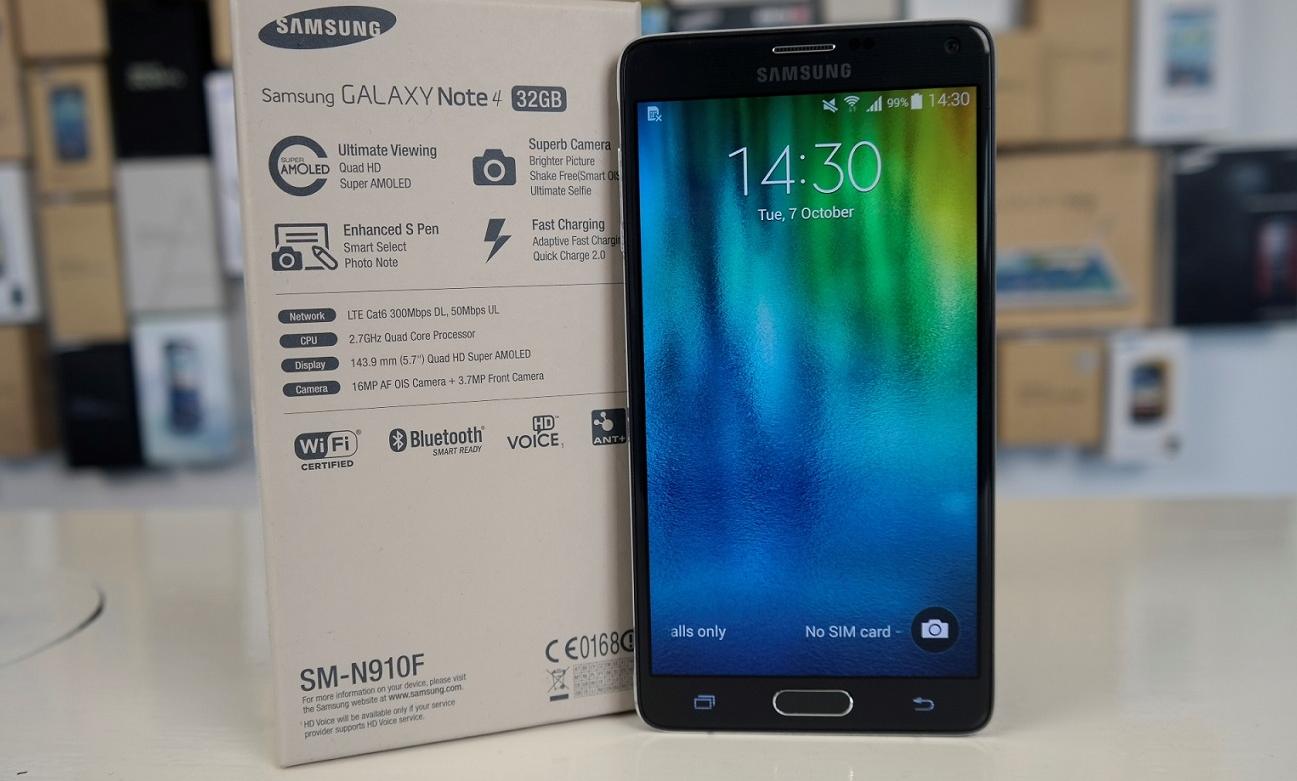 SAMSUNG
Samsung GALAXY Note 4 32GB
SUPER
AMOLED
Ultimate Viewing
Quad HD
Super AMOLED
Superb Camera
Brighter Picture
Shake Free(Smart OIS
Ultimate Selfie
Enhanced S Pen
Smart Select
Photo Note
Fast Charging
Adaptive Fast Chargin
Quick Charge 2.0
Network LTE Cat6 300Mbps DL, 50Mbps UL
CPU 2.7GHz Quad Core Processor
Display 143.9 mm (5.7") Quad HD Super AMOLED
Camera 16MP AF OIS Camera + 3.7MP Front Camera
Wi Fi®
CERTIFIED
Bluetooth®
SMART READY
HD™
VOICE1
ANT+
CE0168
SM-N910F
For more information on your device, please visit
the Samsung website at www.samsung.com.
¹ HD Voice will be available only if your service
provider supports HD Voice service.
SAMSUNG
99% 14:30
14:30
Tue, 7 October
alls only No SIM card -